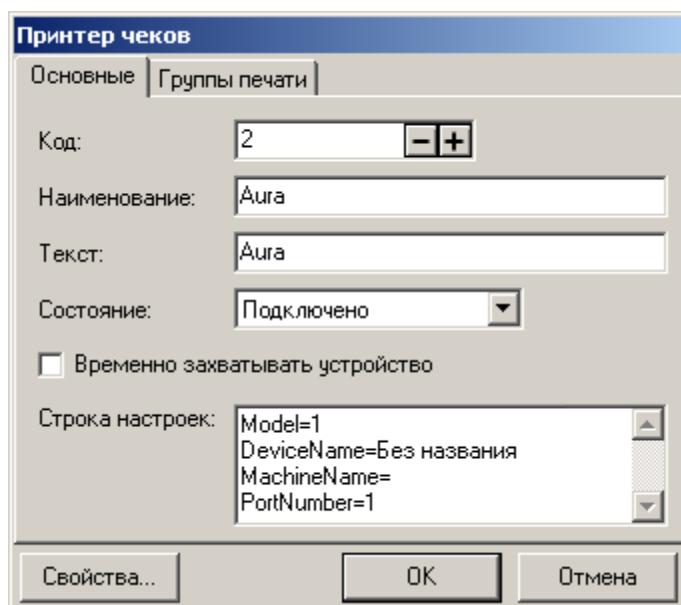 Принтер чеков
Основные Группы печати
Код: 2
Наименование: Aura
Текст: Aura
Состояние: Подключено
Временно захватывать устройство
Строка настроек: Model=1
DeviceName=Без названия
MachineName=
PortNumber=1
Свойства... OK Отмена